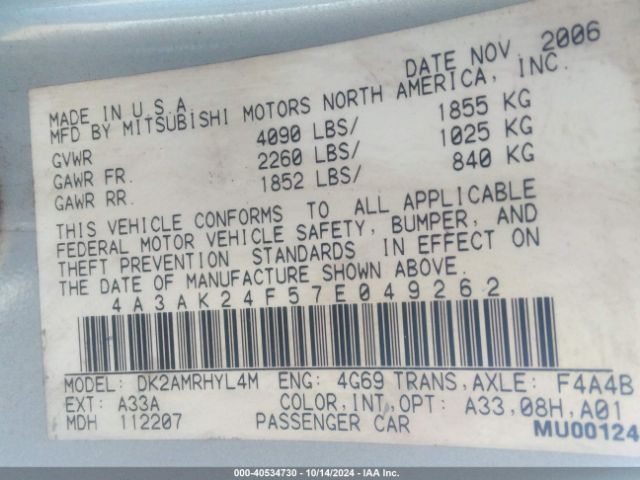 MADE IN U.S.A. DATE NOV, 2006
MFD BY MITSUBISHI MOTORS NORTH AMERICA, INC.
GVWR 4090 LBS/ 1855 KG
GAWR FR. 2260 LBS/ 1025 KG
GAWR RR. 1852 LBS/ 840 KG
THIS VEHICLE CONFORMS TO ALL APPLICABLE
FEDERAL MOTOR VEHICLE SAFETY, BUMPER, AND
THEFT PREVENTION STANDARDS IN EFFECT ON
THE DATE OF MANUFACTURE SHOWN ABOVE.
4A3AK24F57E049262
MODEL: DK2AMRHYL4M ENG: 4G69 TRANS,AXLE: F4A4B
EXT: A33A COLOR,INT,OPT: A33,08H,A01
MDH 112207 PASSENGER CAR
MU00124
000-40534730 - 10/14/2024 - IAA Inc.